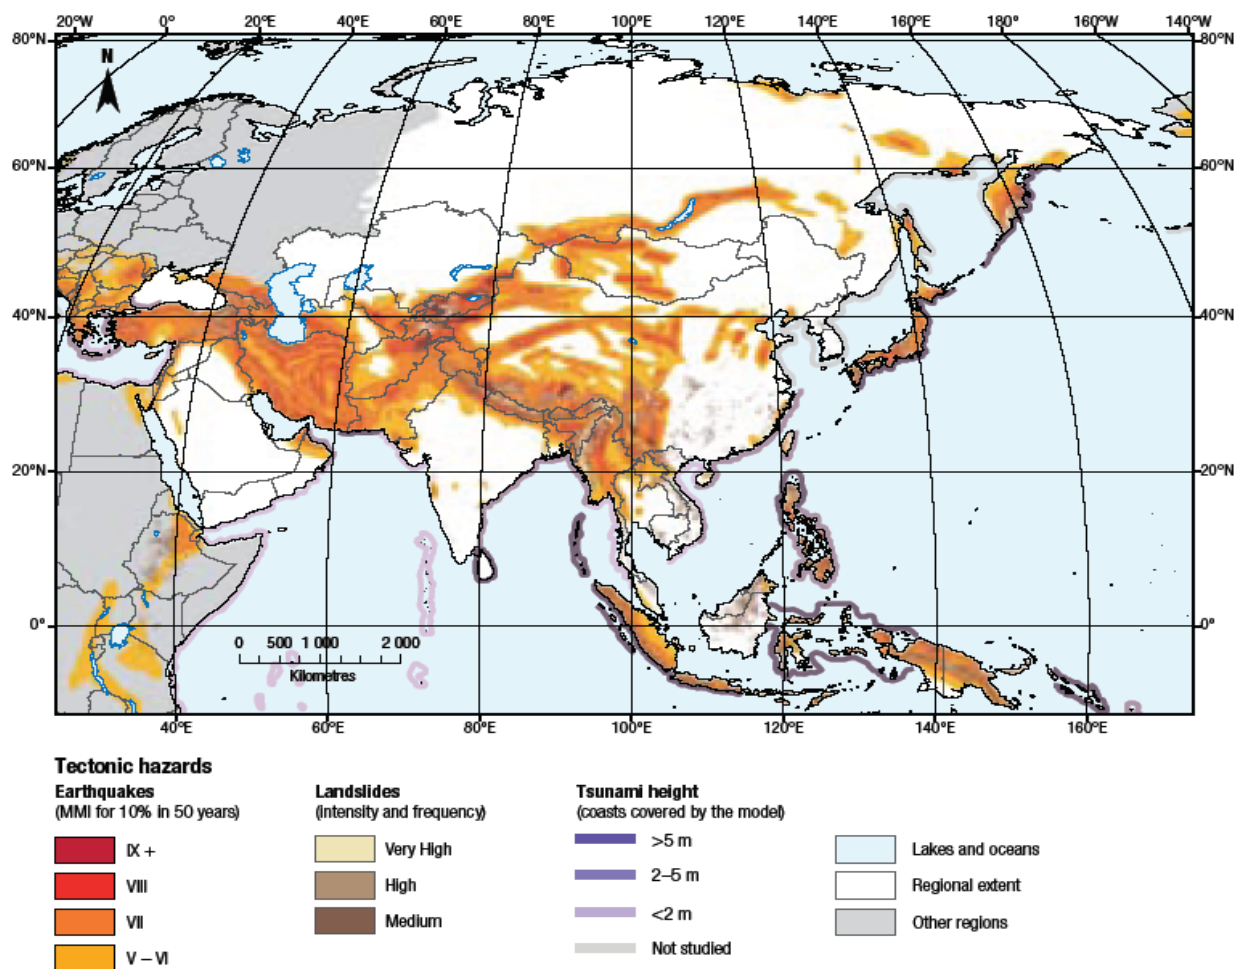 20°W 0° 20°E 40°E 60°E 80°E 100°E 120°E 140°E 160°E 180° 160°W 140°W
80°N 80°N
N
60°N 60°N
40°N 40°N
20°N 20°N
0° 0°
0 500 1 000 2 000
Kilometres
40°E 60°E 80°E 100°E 120°E 140°E 160°E
Tectonic hazards
Earthquakes
(MMI for 10% in 50 years)
IX +
VIII
VII
V – VI
Landslides
(intensity and frequency)
Very High
High
Medium
Tsunami height
(coasts covered by the model)
>5 m
2–5 m
<2 m
Not studied
Lakes and oceans
Regional extent
Other regions